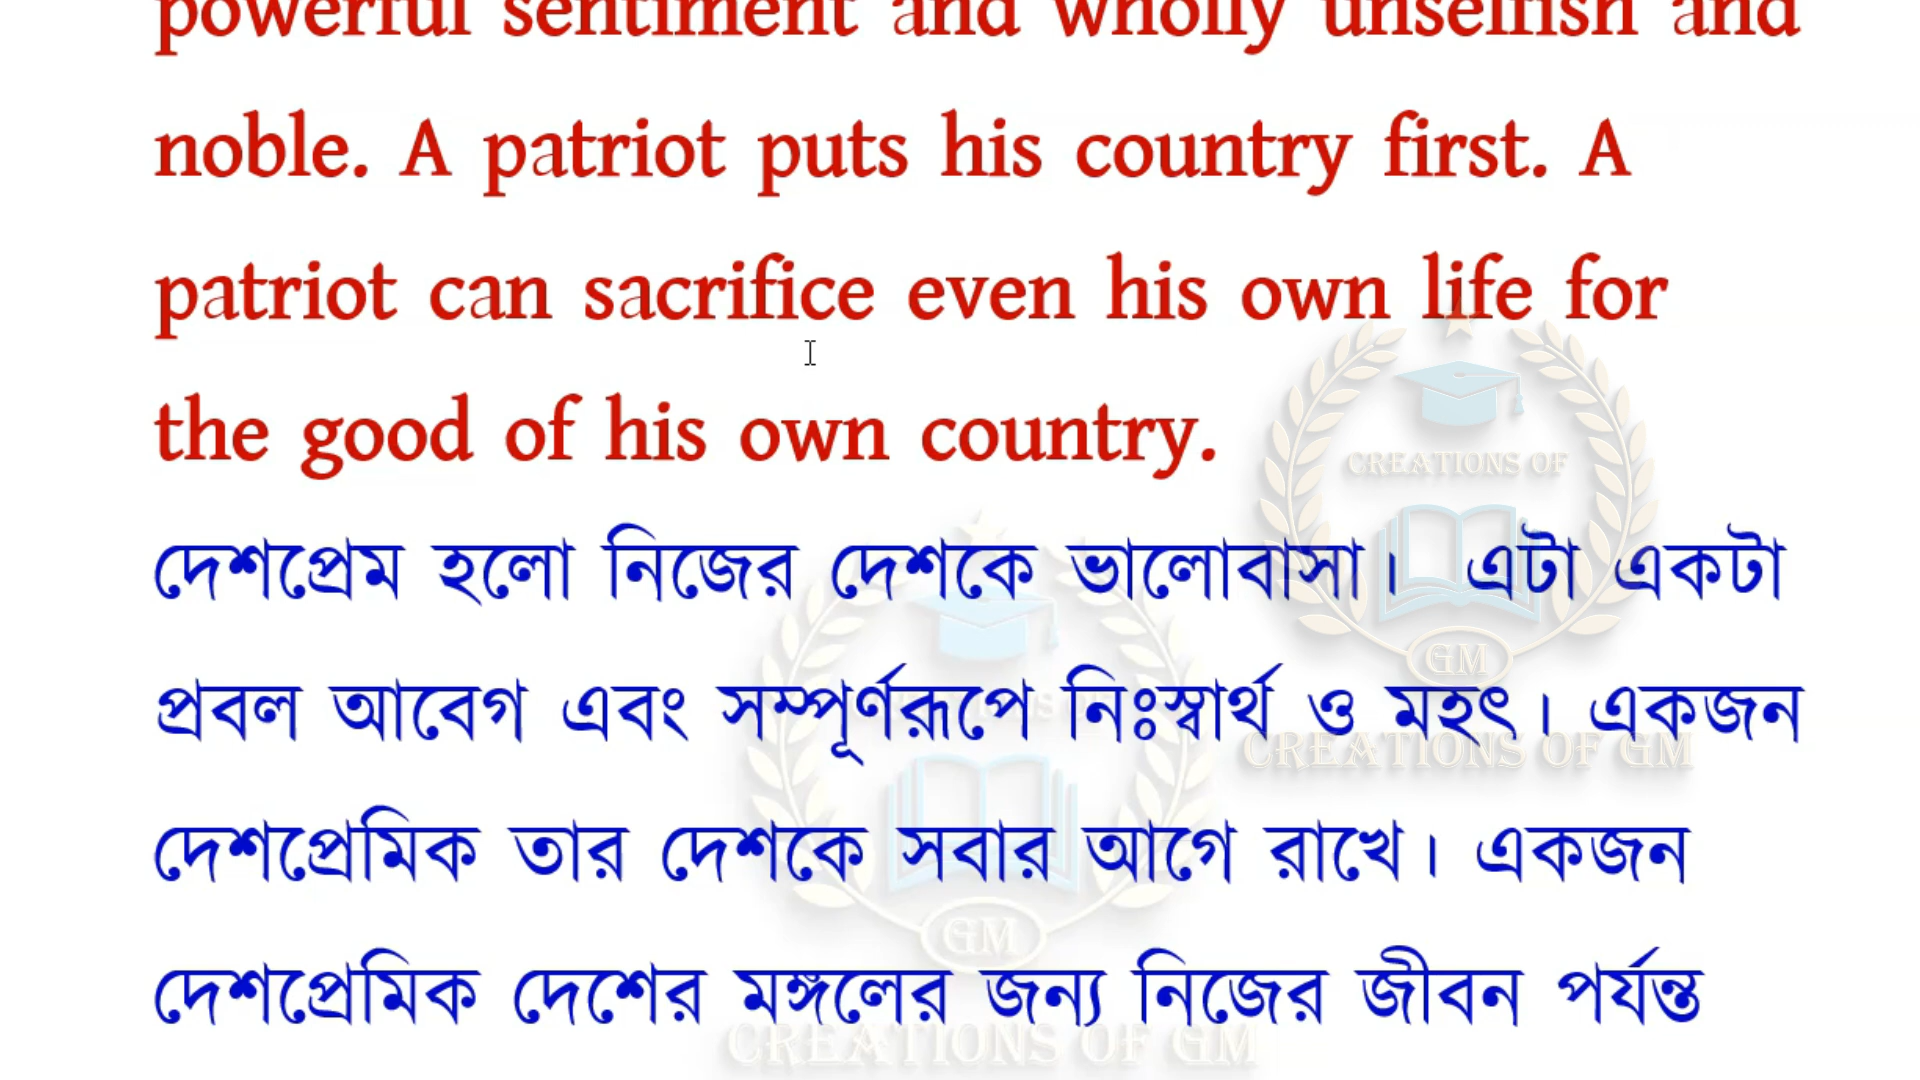 powerful sentiment and wholly unselfish and
noble. A patriot puts his country first. A
patriot can sacrifice even his own life for
the good of his own country.
CREATIONS OF
দেশপ্রেম হলো নিজের দেশকে ভালোবাসা। এটা একটা
GM
প্রবল আবেগ এবং সম্পূর্ণরূপে নিঃস্বার্থ ও মহৎ। একজন
CREATIONS OF GM
দেশপ্রেমিক তার দেশকে সবার আগে রাখে। একজন
GM
দেশপ্রেমিক দেশের মঙ্গলের জন্য নিজের জীবন পর্যন্ত
CREATIONS OF GM